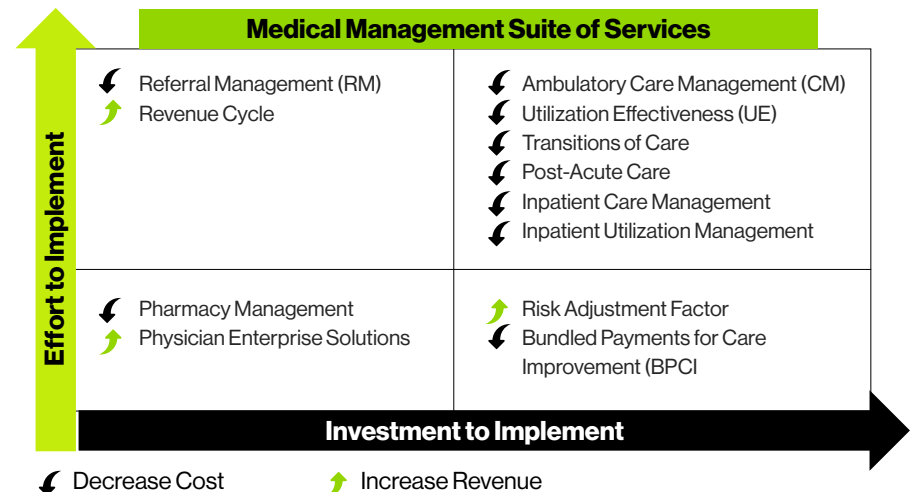 Medical Management Suite of Services
Effort to Implement
Referral Management (RM)
Revenue Cycle
Ambulatory Care Management (CM)
Utilization Effectiveness (UE)
Transitions of Care
Post-Acute Care
Inpatient Care Management
Inpatient Utilization Management
Pharmacy Management
Physician Enterprise Solutions
Risk Adjustment Factor
Bundled Payments for Care
Improvement (BPCI
Investment to Implement
Decrease Cost
Increase Revenue